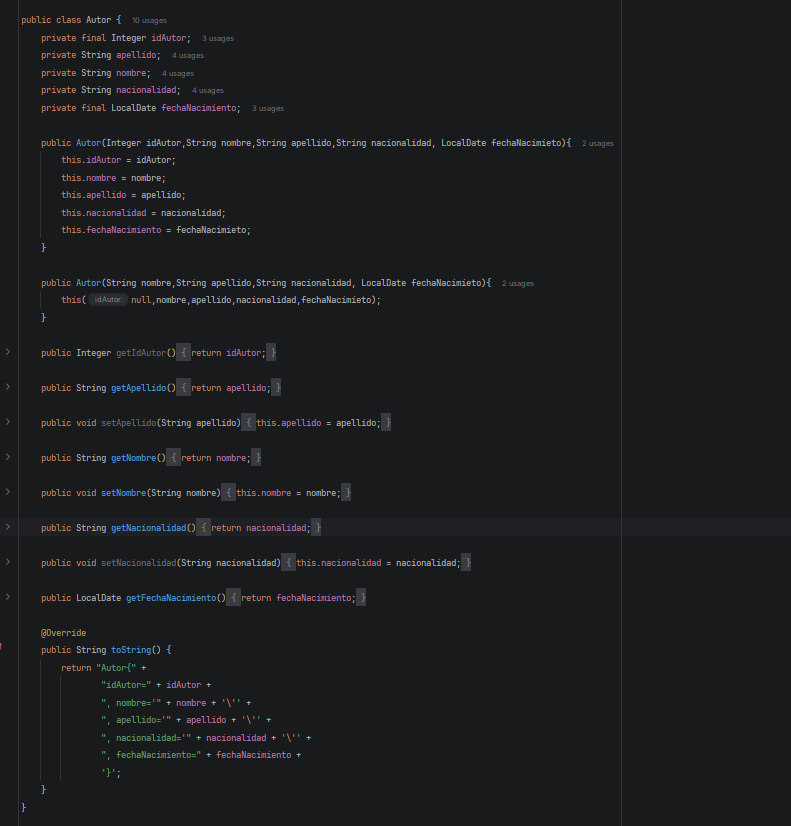 public class Autor { 10 usages
private final Integer idAutor; 3 usages
private String apellido; 4 usages
private String nombre; 4 usages
private String nacionalidad; 4 usages
private final LocalDate fechaNacimiento; 3 usages
public Autor(Integer idAutor,String nombre,String apellido,String nacionalidad, LocalDate fechaNacimieto){ 2 usages
this.idAutor = idAutor;
this.nombre = nombre;
this.apellido = apellido;
this.nacionalidad = nacionalidad;
this.fechaNacimiento = fechaNacimieto;
}
public Autor(String nombre,String apellido,String nacionalidad, LocalDate fechaNacimieto){ 2 usages
this( idAutor: null,nombre,apellido,nacionalidad,fechaNacimieto);
}
public Integer getIdAutor() { return idAutor; }
public String getApellido() { return apellido; }
public void setApellido(String apellido) { this.apellido = apellido; }
public String getNombre() { return nombre; }
public void setNombre(String nombre) { this.nombre = nombre; }
public String getNacionalidad() { return nacionalidad; }
public void setNacionalidad(String nacionalidad) { this.nacionalidad = nacionalidad; }
public LocalDate getFechaNacimiento() { return fechaNacimiento; }
@Override
public String toString() {
return "Autor{" +
"idAutor=" + idAutor +
", nombre='" + nombre + '\'' +
", apellido='" + apellido + '\'' +
", nacionalidad='" + nacionalidad + '\'' +
", fechaNacimiento=" + fechaNacimiento +
'}';
}
}